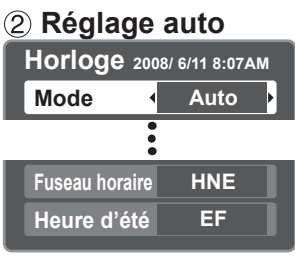 ② Réglage auto
Horloge 2008/ 6/11 8:07AM
Mode Auto
Fuseau horaire HNE
Heure d'été EF